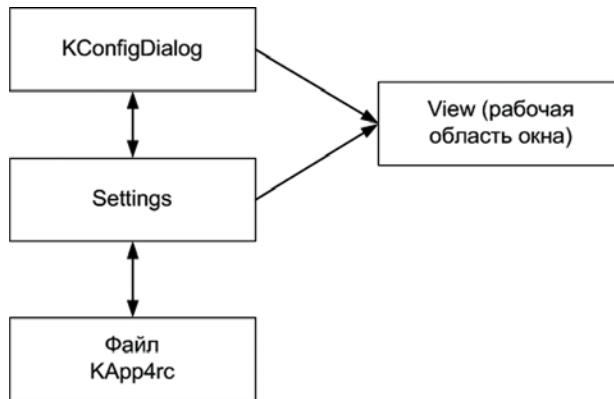 KConfigDialog
View (рабочая
область окна)
Settings
Файл
KApp4rc